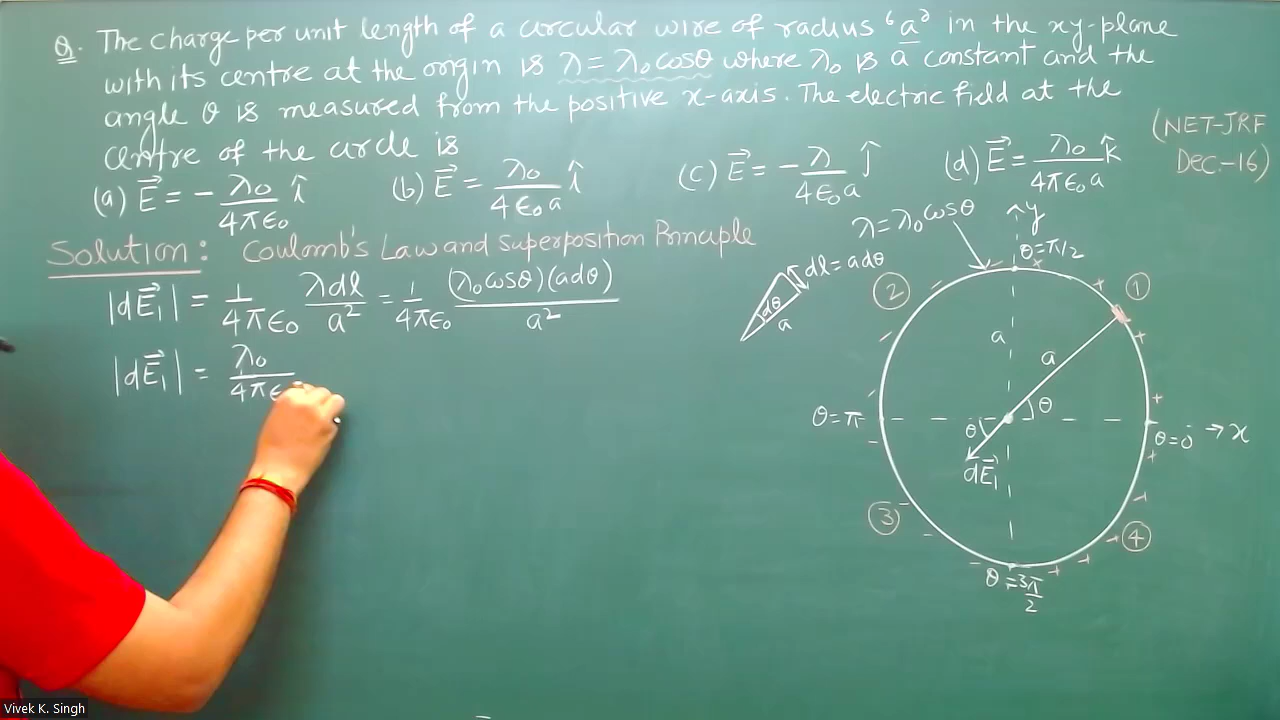 Q. The charge per unit length of a circular wire of radius 'a' in the xy-plane
with its centre at the origin is λ = λ₀cosθ where λ₀ is a constant and the
angle θ is measured from the positive x-axis. The electric field at the
centre of the circle is
(NET-JRF
Dec.-16)
(a) E⃗ = -λ₀/4πϵ₀ î (b) E⃗ = λ₀/4ϵ₀a î (c) E⃗ = -λ/4ϵ₀a ĵ (d) E⃗ = λ₀/4πϵ₀a k̂
Solution: Coulomb's Law and Superposition Principle
|dE⃗₁| = 1/4πϵ₀ λdl/a² = 1/4πϵ₀ (λ₀cosθ)(adθ)/a²
|dE⃗₁| = λ₀/4πϵ
λ = λ₀cosθ
y
θ = π/2
dl = adθ
dθ
a
①
②
a
a
θ
θ = π
θ
θ = 0 → x
dE⃗₁
③
④
θ = 3π/2
Vivek K. Singh